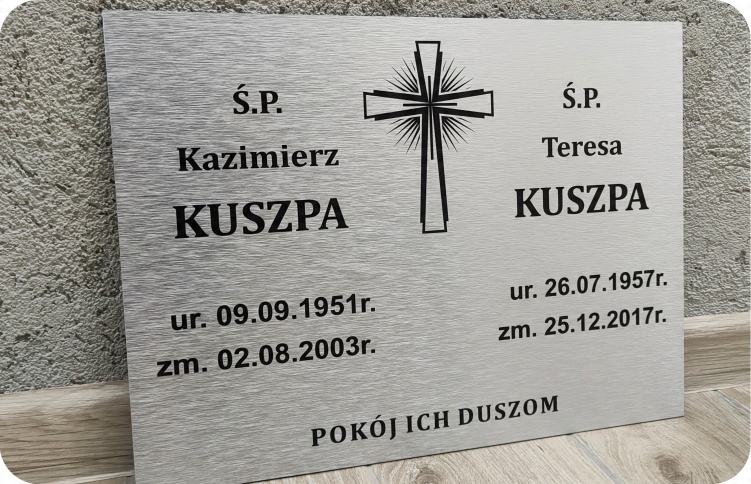 Ś.P.
Kazimierz
KUSZPA
ur. 09.09.1951r.
zm. 02.08.2003r.
Ś.P.
Teresa
KUSZPA
ur. 26.07.1957r.
zm. 25.12.2017r.
POKÓJ ICH DUSZOM